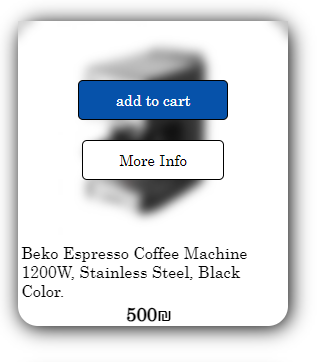 add to cart
More Info
Beko Espresso Coffee Machine
1200W, Stainless Steel, Black
Color.
500₪